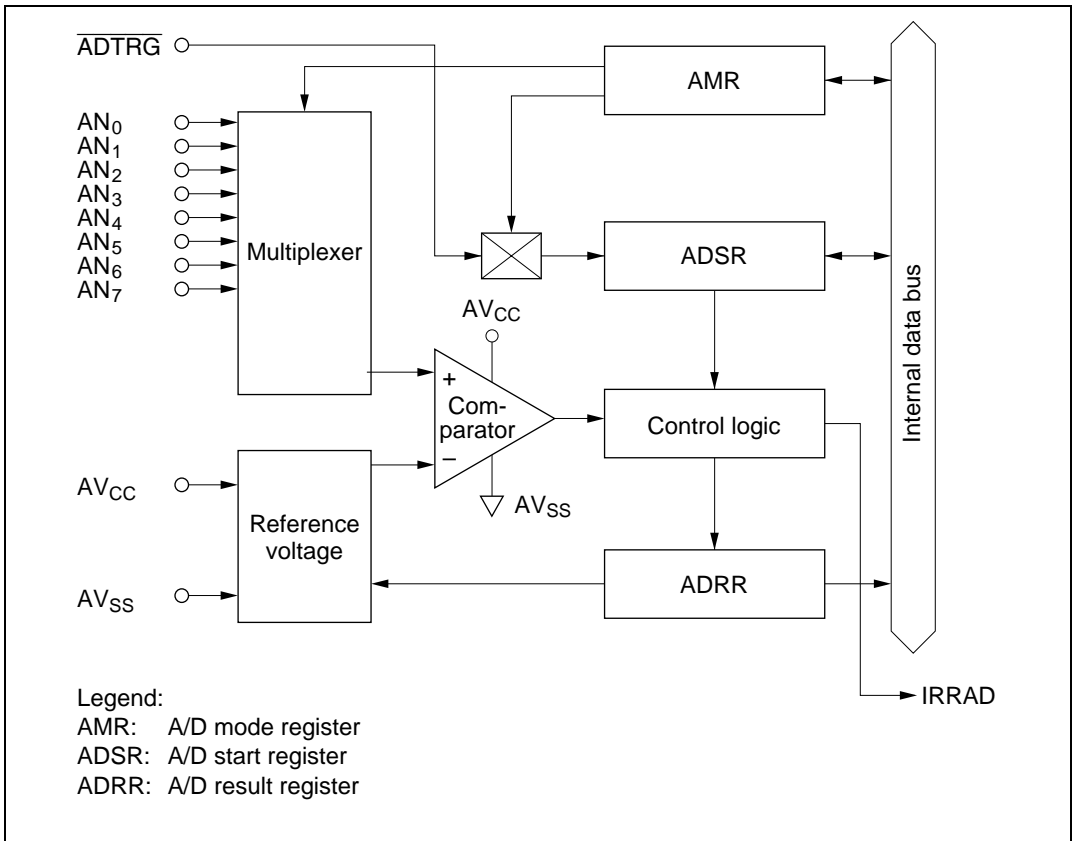 ADTRG
AN0
AN1
AN2
AN3
AN4
AN5
AN6
AN7
Multiplexer
AMR
ADSR
AVCC
+
Com-
parator
−
AVSS
Control logic
Internal data bus
AVCC
AVSS
Reference
voltage
ADRR
IRRAD
Legend:
AMR: A/D mode register
ADSR: A/D start register
ADRR: A/D result register